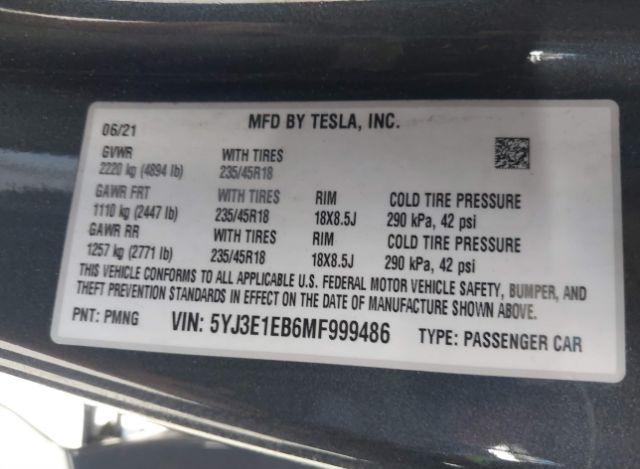 MFD BY TESLA, INC.
06/21
GVWR WITH TIRES
2220 kg (4894 lb) 235/45R18
GAWR FRT WITH TIRES RIM COLD TIRE PRESSURE
1110 kg (2447 lb) 235/45R18 18X8.5J 290 kPa, 42 psi
GAWR RR WITH TIRES RIM COLD TIRE PRESSURE
1257 kg (2771 lb) 235/45R18 18X8.5J 290 kPa, 42 psi
THIS VEHICLE CONFORMS TO ALL APPLICABLE U.S. FEDERAL MOTOR VEHICLE SAFETY, BUMPER, AND
THEFT PREVENTION STANDARDS IN EFFECT ON THE DATE OF MANUFACTURE SHOWN ABOVE.
PNT: PMNG VIN: 5YJ3E1EB6MF999486 TYPE: PASSENGER CAR